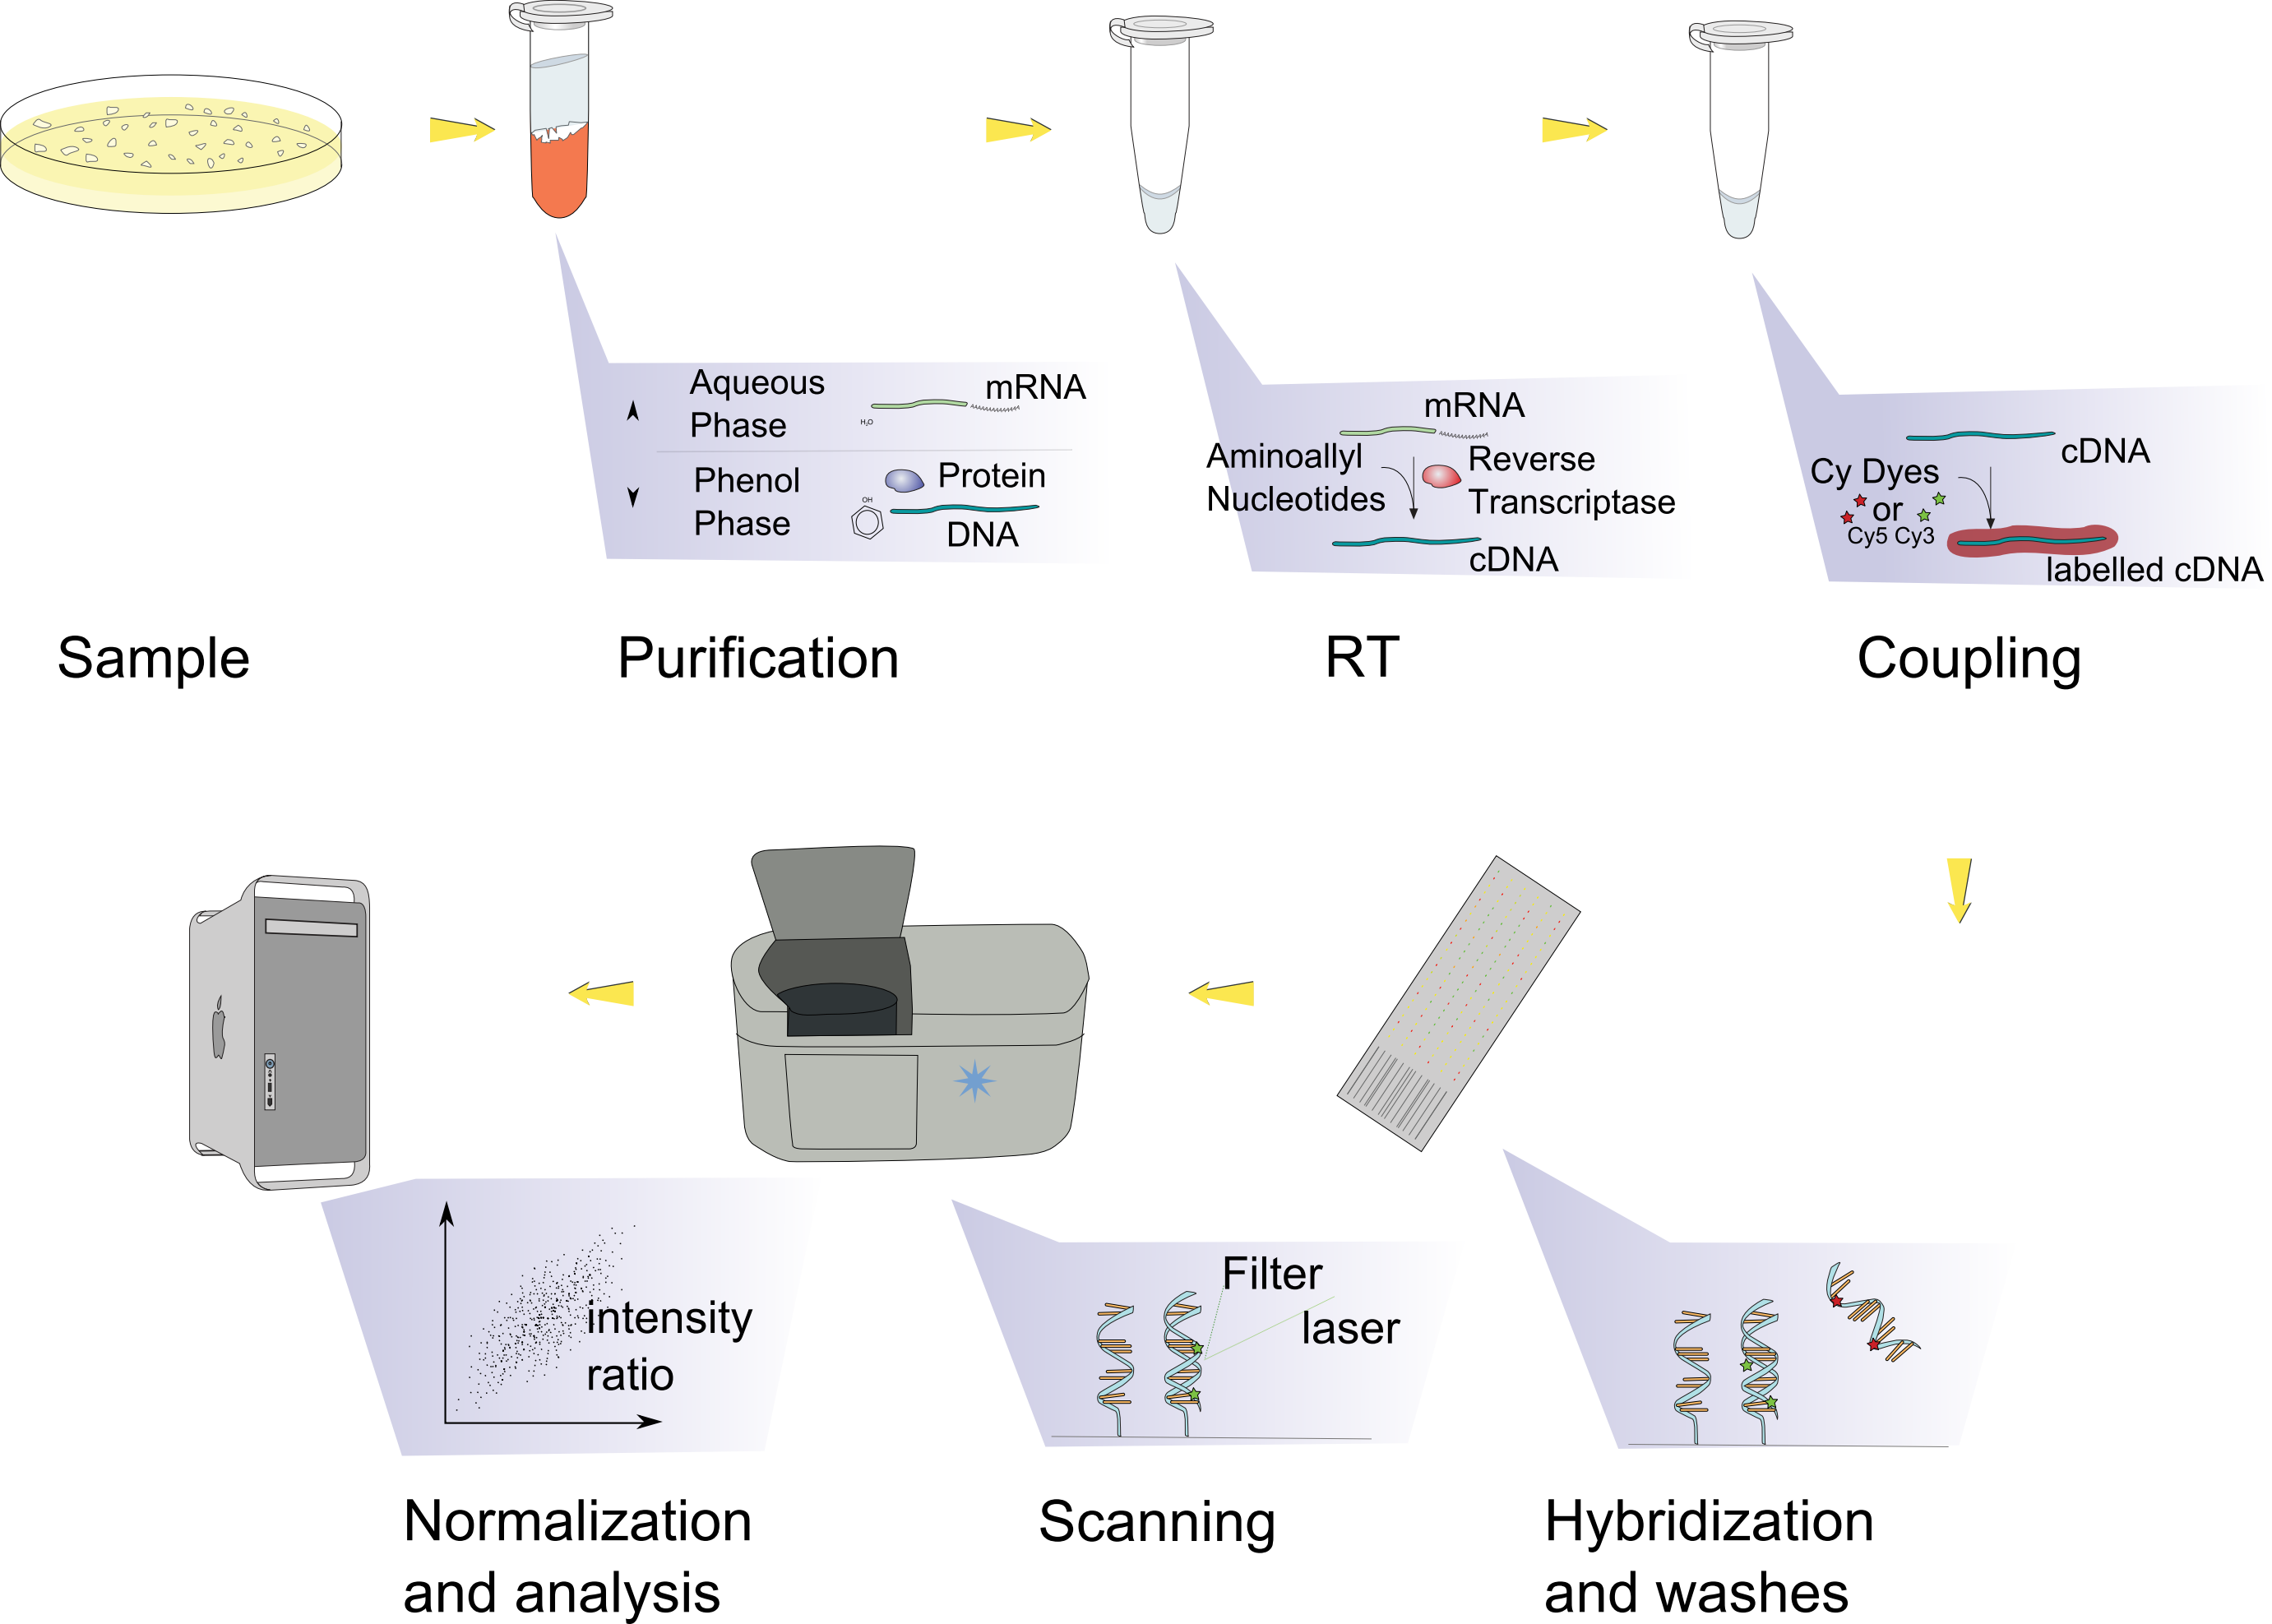 Aqueous
Phase
mRNA
H₂O
Phenol
Phase
Protein
OH
DNA
mRNA
Aminoallyl
Nucleotides
Reverse
Transcriptase
cDNA
cDNA
Cy Dyes
or
Cy5 Cy3
labelled cDNA
Sample
Purification
RT
Coupling
intensity
ratio
Filter
laser
Normalization
and analysis
Scanning
Hybridization
and washes